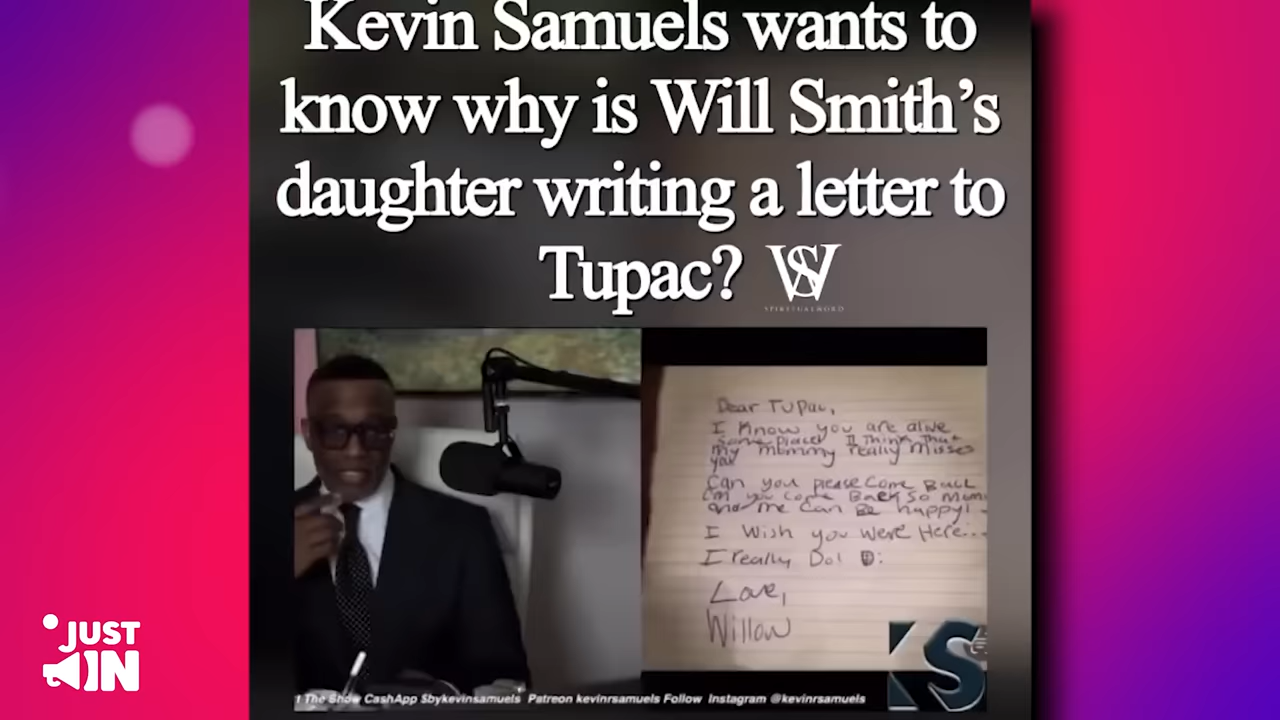 Kevin Samuels wants to
know why is Will Smith's
daughter writing a letter to
Tupac?
WS
SPIRITUALWORD
Dear Tupac,
I Know you are alive
some place! I Think That
my mommy really misses
you
Can you please Come Back
Can you Come Back So Mommy
and me Can Be happy!
I Wish you Were Here...
I really Do!
Love,
Willow
KS
JUST
IN
The Show CashApp $bykevinsamuels Patreon kevinrsamuels Follow Instagram @kevinrsamuels